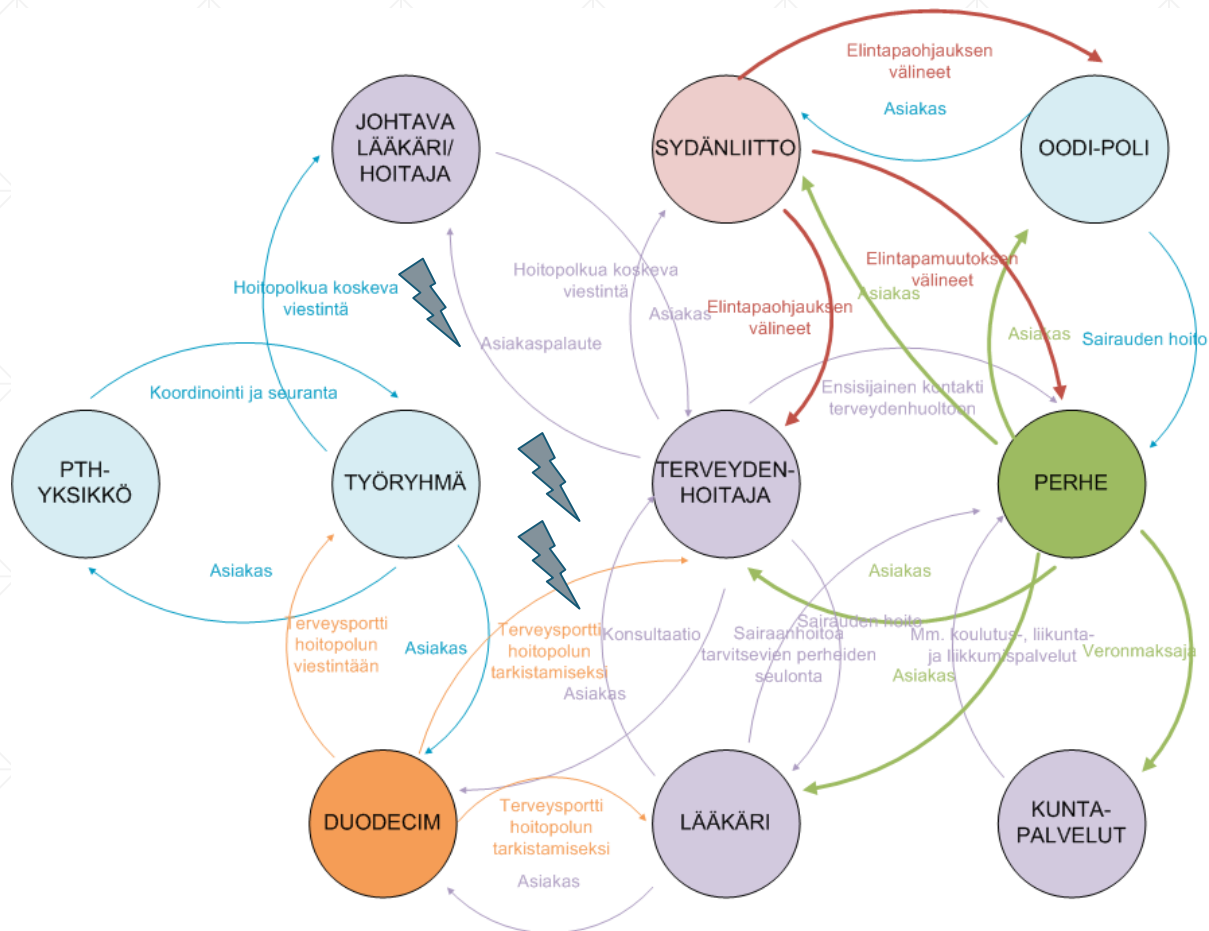 Elintapaohjauksen
välineet
JOHTAVA
LÄÄKÄRI/
HOITAJA
SYDÄNLIITTO
Asiakas
OODI-POLI
Hoitopolkua koskeva
viestintä
Hoitopolkua koskeva
viestintä
Asiakas
Elintapaohjauksen
välineet
Elintapamuutoksen
välineet
Asiakas
Asiakas
Sairauden hoito
Asiakaspalaute
Koordinointi ja seuranta
Ensisijainen kontakti
terveydenhuoltoon
PTH-
YKSIKKÖ
TYÖRYHMÄ
TERVEYDEN-
HOITAJA
PERHE
Asiakas
Terveysportti
hoitopolun
viestintään
Asiakas
Terveysportti
hoitopolun
tarkistamiseksi
Konsultaatio
Asiakas
Sairaanhoitoa
tarvitsevien perheiden
seulonta
Sairauden hoito
Asiakas
Mm. koulutus-, liikunta-
ja liikkumispalvelut
Asiakas
Veronmaksaja
DUODECIM
Terveysportti
hoitopolun
tarkistamiseksi
LÄÄKÄRI
KUNTA-
PALVELUT
Asiakas